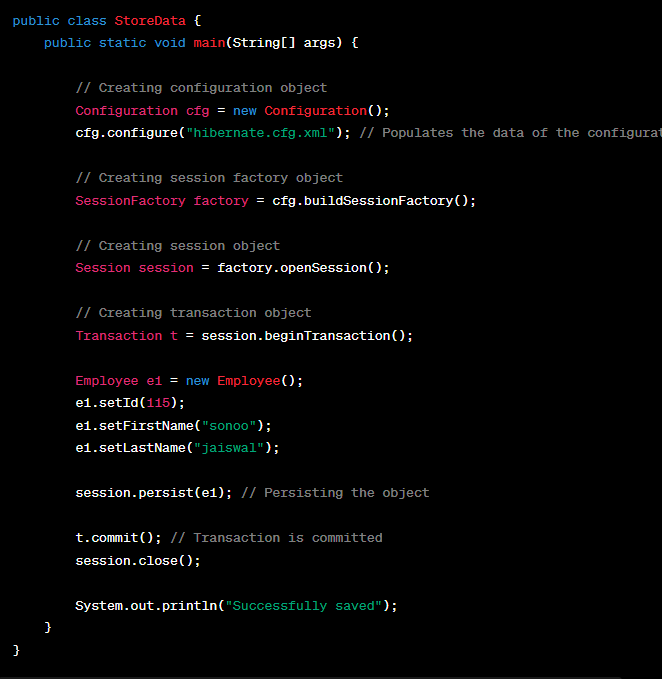 public class StoreData {
public static void main(String[] args) {
// Creating configuration object
Configuration cfg = new Configuration();
cfg.configure("hibernate.cfg.xml"); // Populates the data of the
// Creating session factory object
SessionFactory factory = cfg.buildSessionFactory();
// Creating session object
Session session = factory.openSession();
// Creating transaction object
Transaction t = session.beginTransaction();
Employee e1 = new Employee();
e1.setId(115);
e1.setFirstName("sonoo");
e1.setLastName("jaiswal");
session.persist(e1); // Persisting the object
t.commit(); // Transaction is committed
session.close();
System.out.println("Successfully saved");
}
}